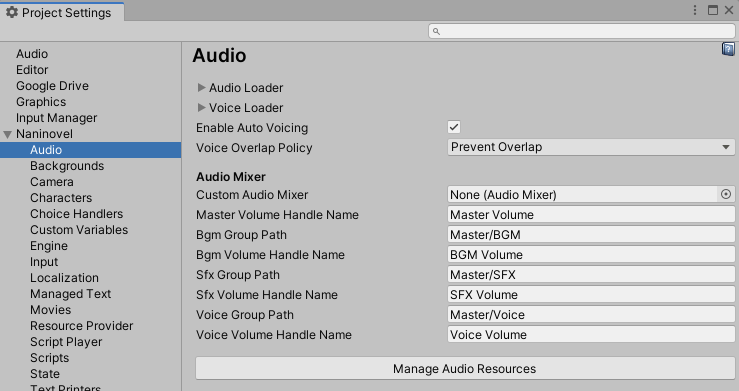 Project Settings
Audio
Editor
Google Drive
Graphics
Input Manager
Naninovel
Audio
Backgrounds
Camera
Characters
Choice Handlers
Custom Variables
Engine
Input
Localization
Managed Text
Movies
Resource Provider
Script Player
Scripts
State
Text Printers
Audio
Audio Loader
Voice Loader
Enable Auto Voicing
Voice Overlap Policy Prevent Overlap
Audio Mixer
Custom Audio Mixer None (Audio Mixer)
Master Volume Handle Name Master Volume
Bgm Group Path Master/BGM
Bgm Volume Handle Name BGM Volume
Sfx Group Path Master/SFX
Sfx Volume Handle Name SFX Volume
Voice Group Path Master/Voice
Voice Volume Handle Name Voice Volume
Manage Audio Resources